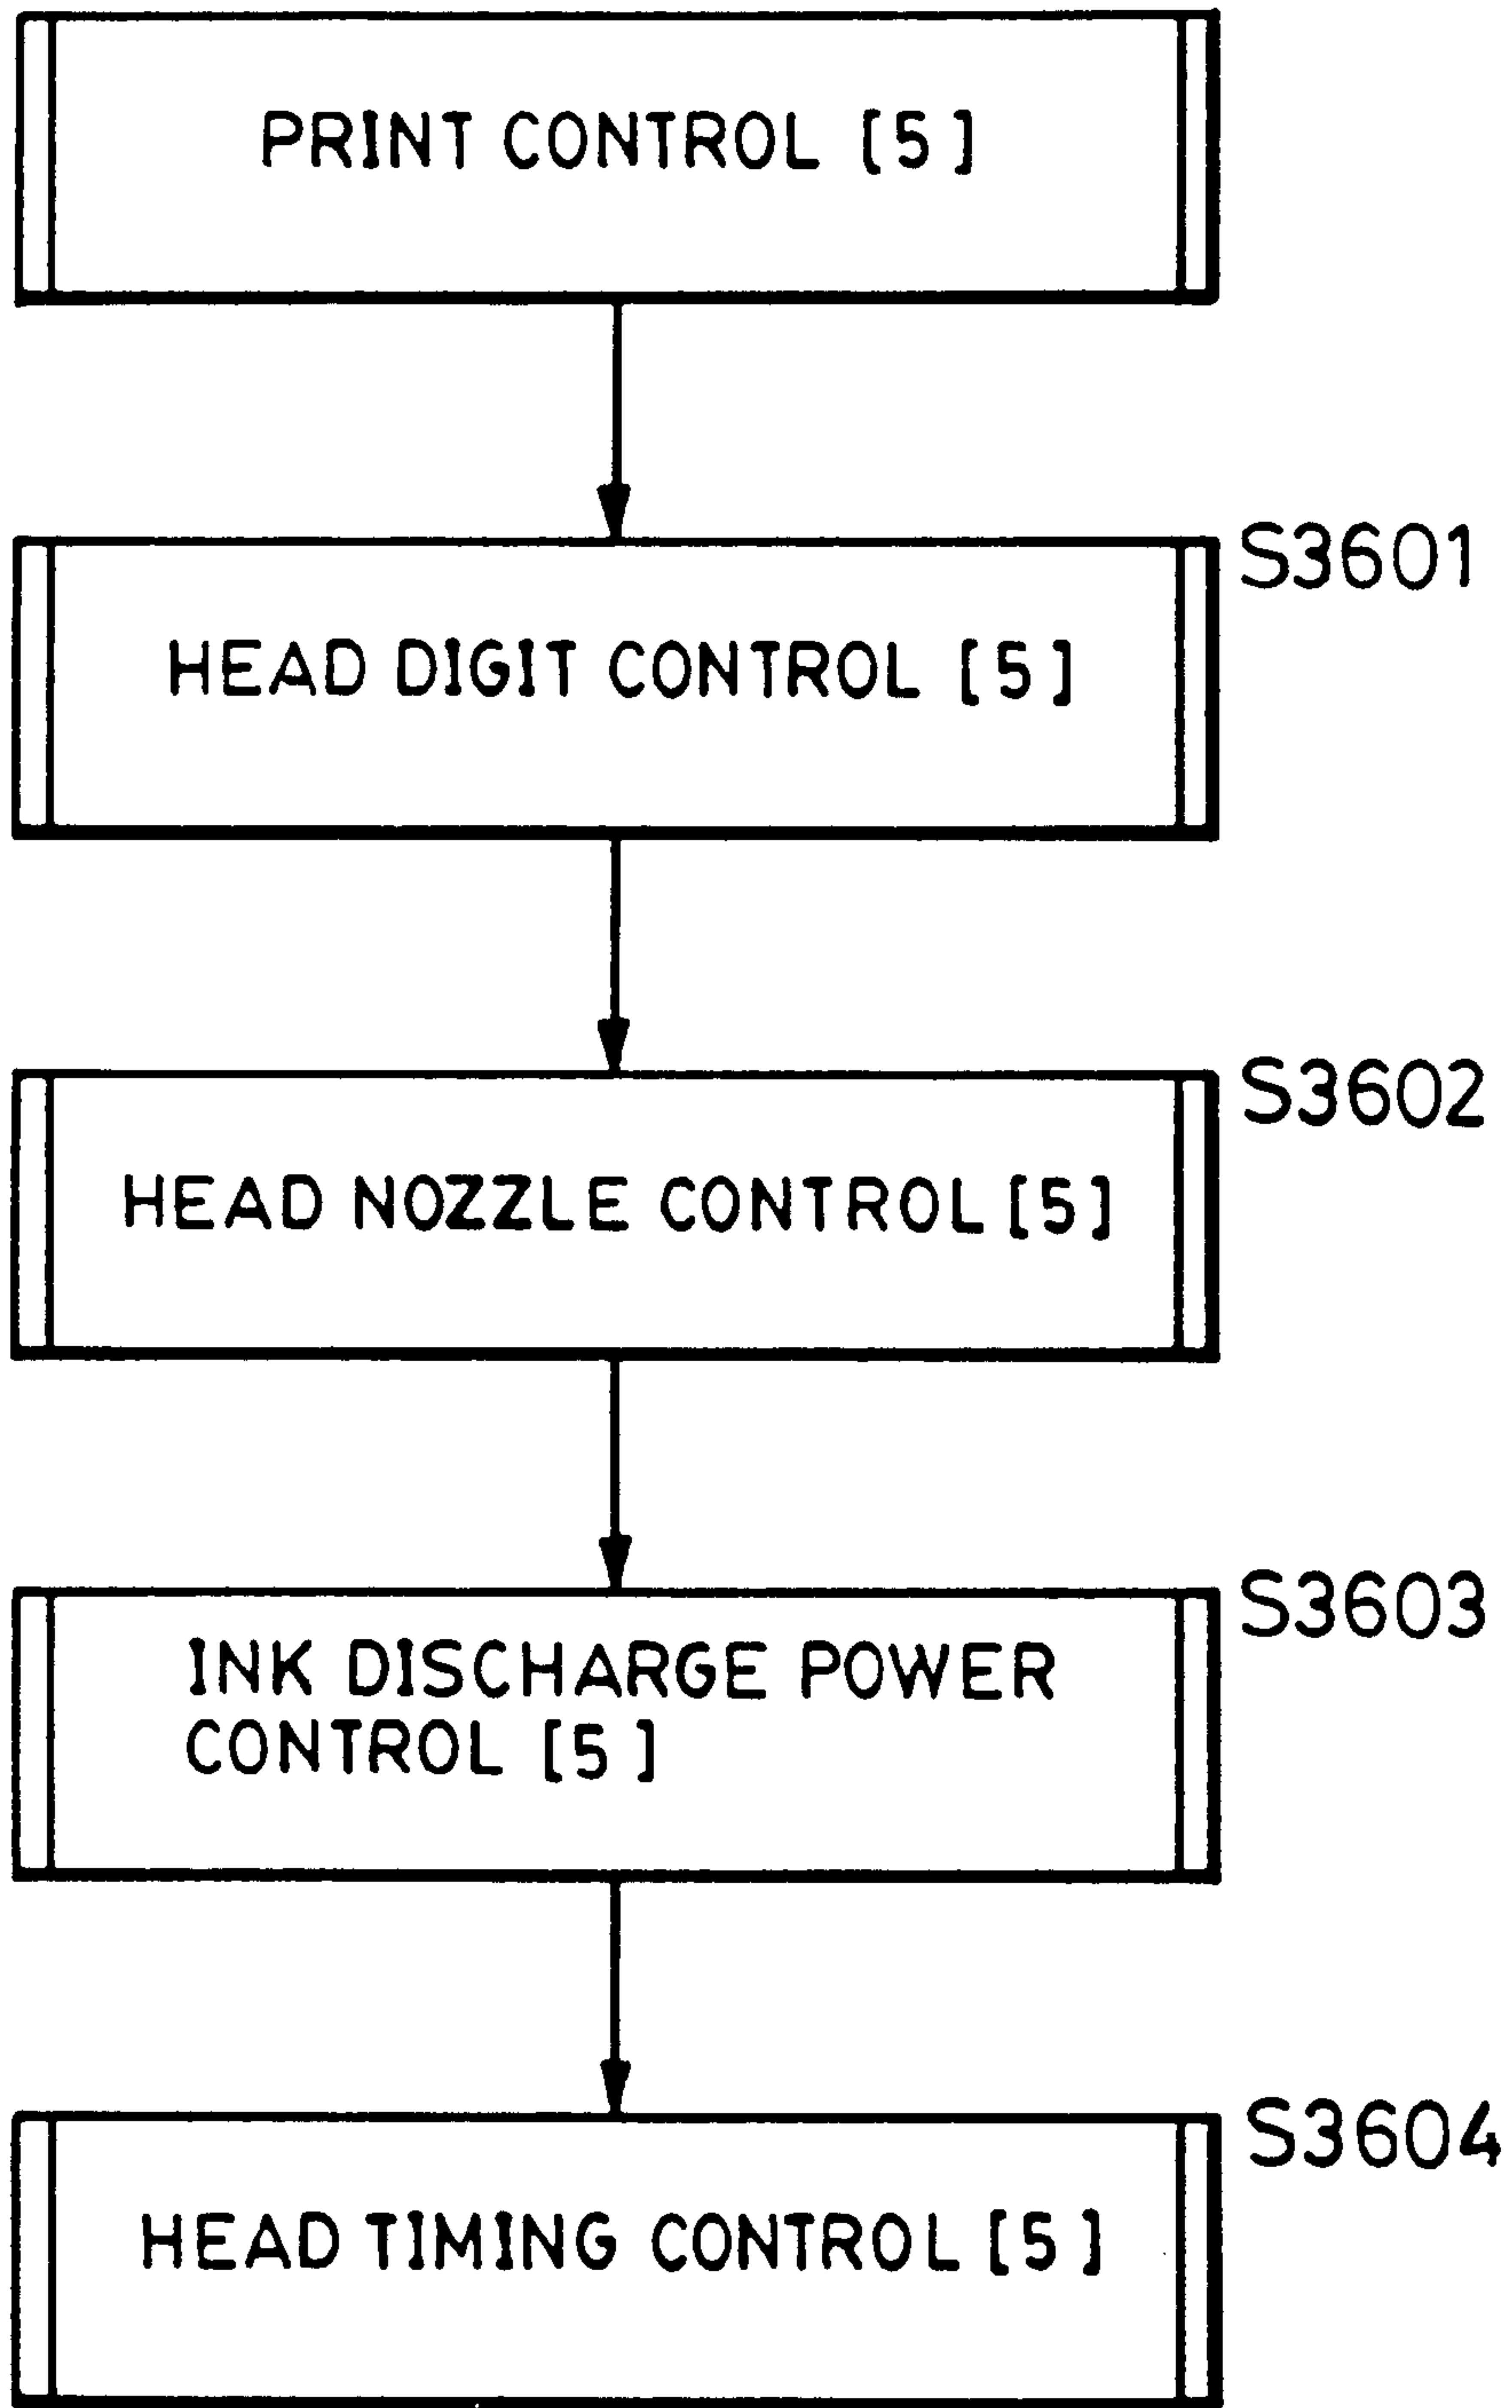 PRINT CONTROL [5]
S3601
HEAD DIGIT CONTROL [5]
S3602
HEAD NOZZLE CONTROL [5]
S3603
INK DISCHARGE POWER
CONTROL [5]
S3604
HEAD TIMING CONTROL [5]